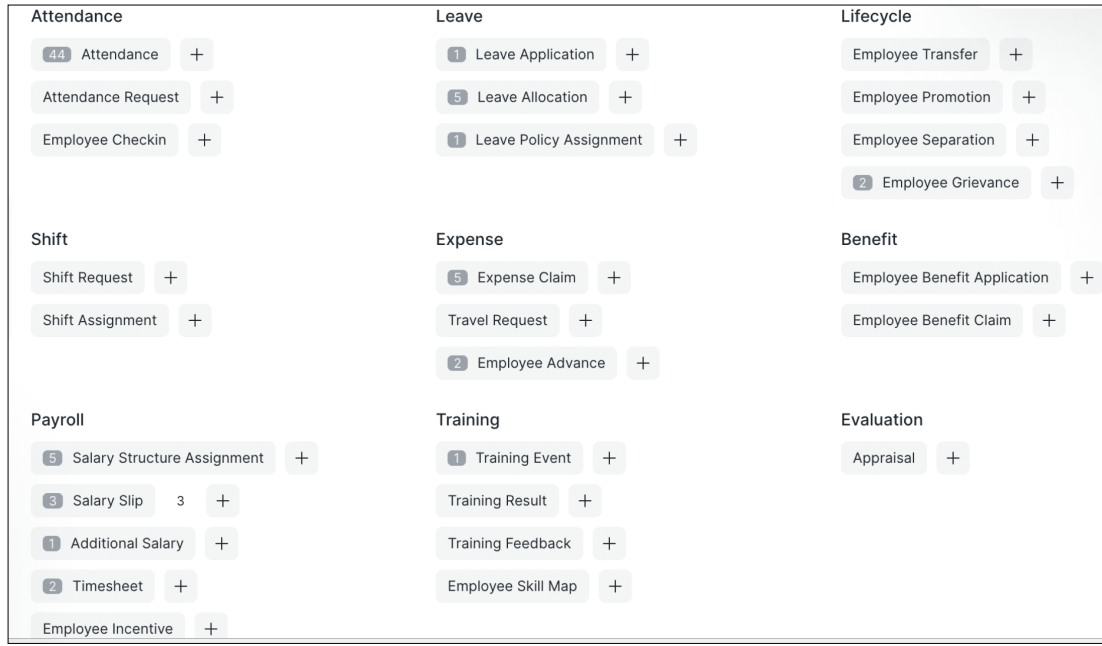 Attendance
44 Attendance +
Attendance Request +
Employee Checkin +
Leave
1 Leave Application +
5 Leave Allocation +
1 Leave Policy Assignment +
Lifecycle
Employee Transfer +
Employee Promotion +
Employee Separation +
2 Employee Grievance +
Shift
Shift Request +
Shift Assignment +
Expense
5 Expense Claim +
Travel Request +
2 Employee Advance +
Benefit
Employee Benefit Application +
Employee Benefit Claim +
Payroll
5 Salary Structure Assignment +
3 Salary Slip 3 +
1 Additional Salary +
2 Timesheet +
Employee Incentive +
Training
1 Training Event +
Training Result +
Training Feedback +
Employee Skill Map +
Evaluation
Appraisal +